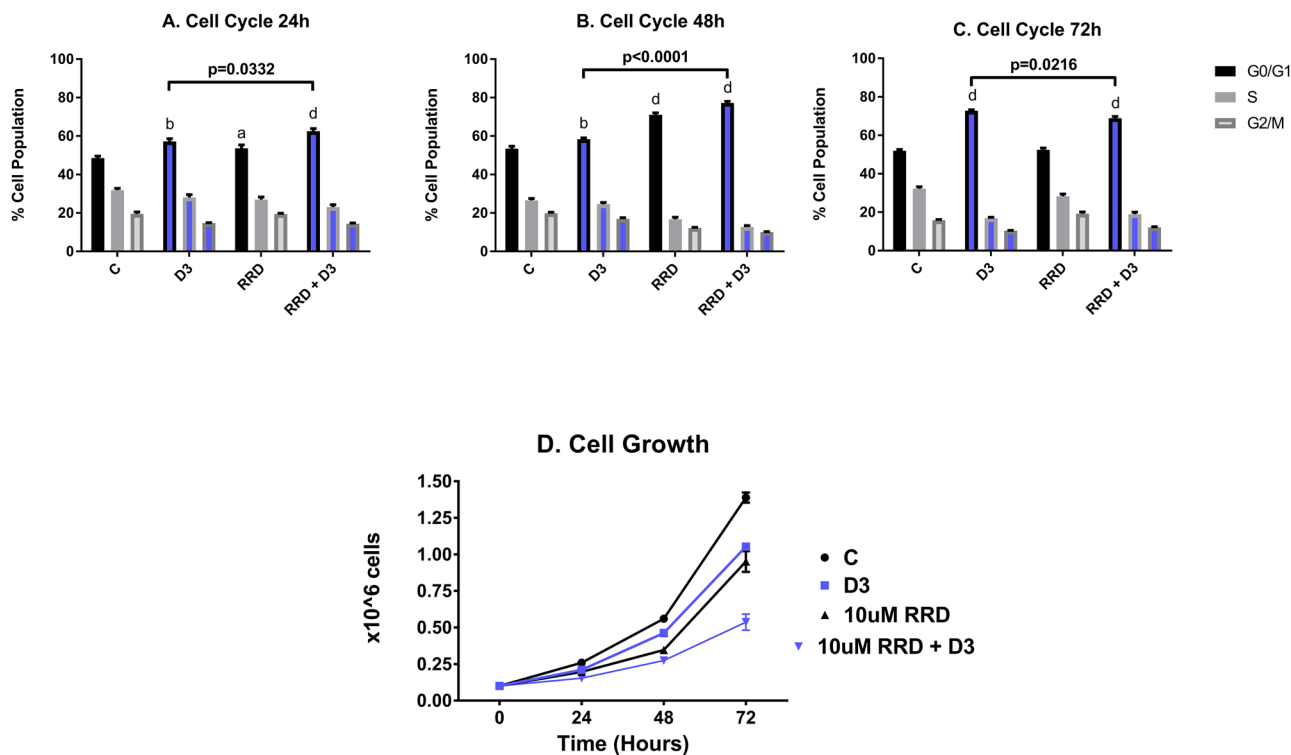 A. Cell Cycle 24h
% Cell Population
100
80
60
40
20
0
p=0.0332
b
a
d
C
D3
RRD
RRD + D3
B. Cell Cycle 48h
% Cell Population
100
80
60
40
20
0
p<0.0001
b
d
d
C
D3
RRD
RRD + D3
C. Cell Cycle 72h
% Cell Population
100
80
60
40
20
0
p=0.0216
d
d
C
D3
RRD
RRD + D3
G0/G1
S
G2/M
D. Cell Growth
x10^6 cells
1.50
1.25
1.00
0.75
0.50
0.25
0.00
0
24
48
72
Time (Hours)
C
D3
10uM RRD
10uM RRD + D3